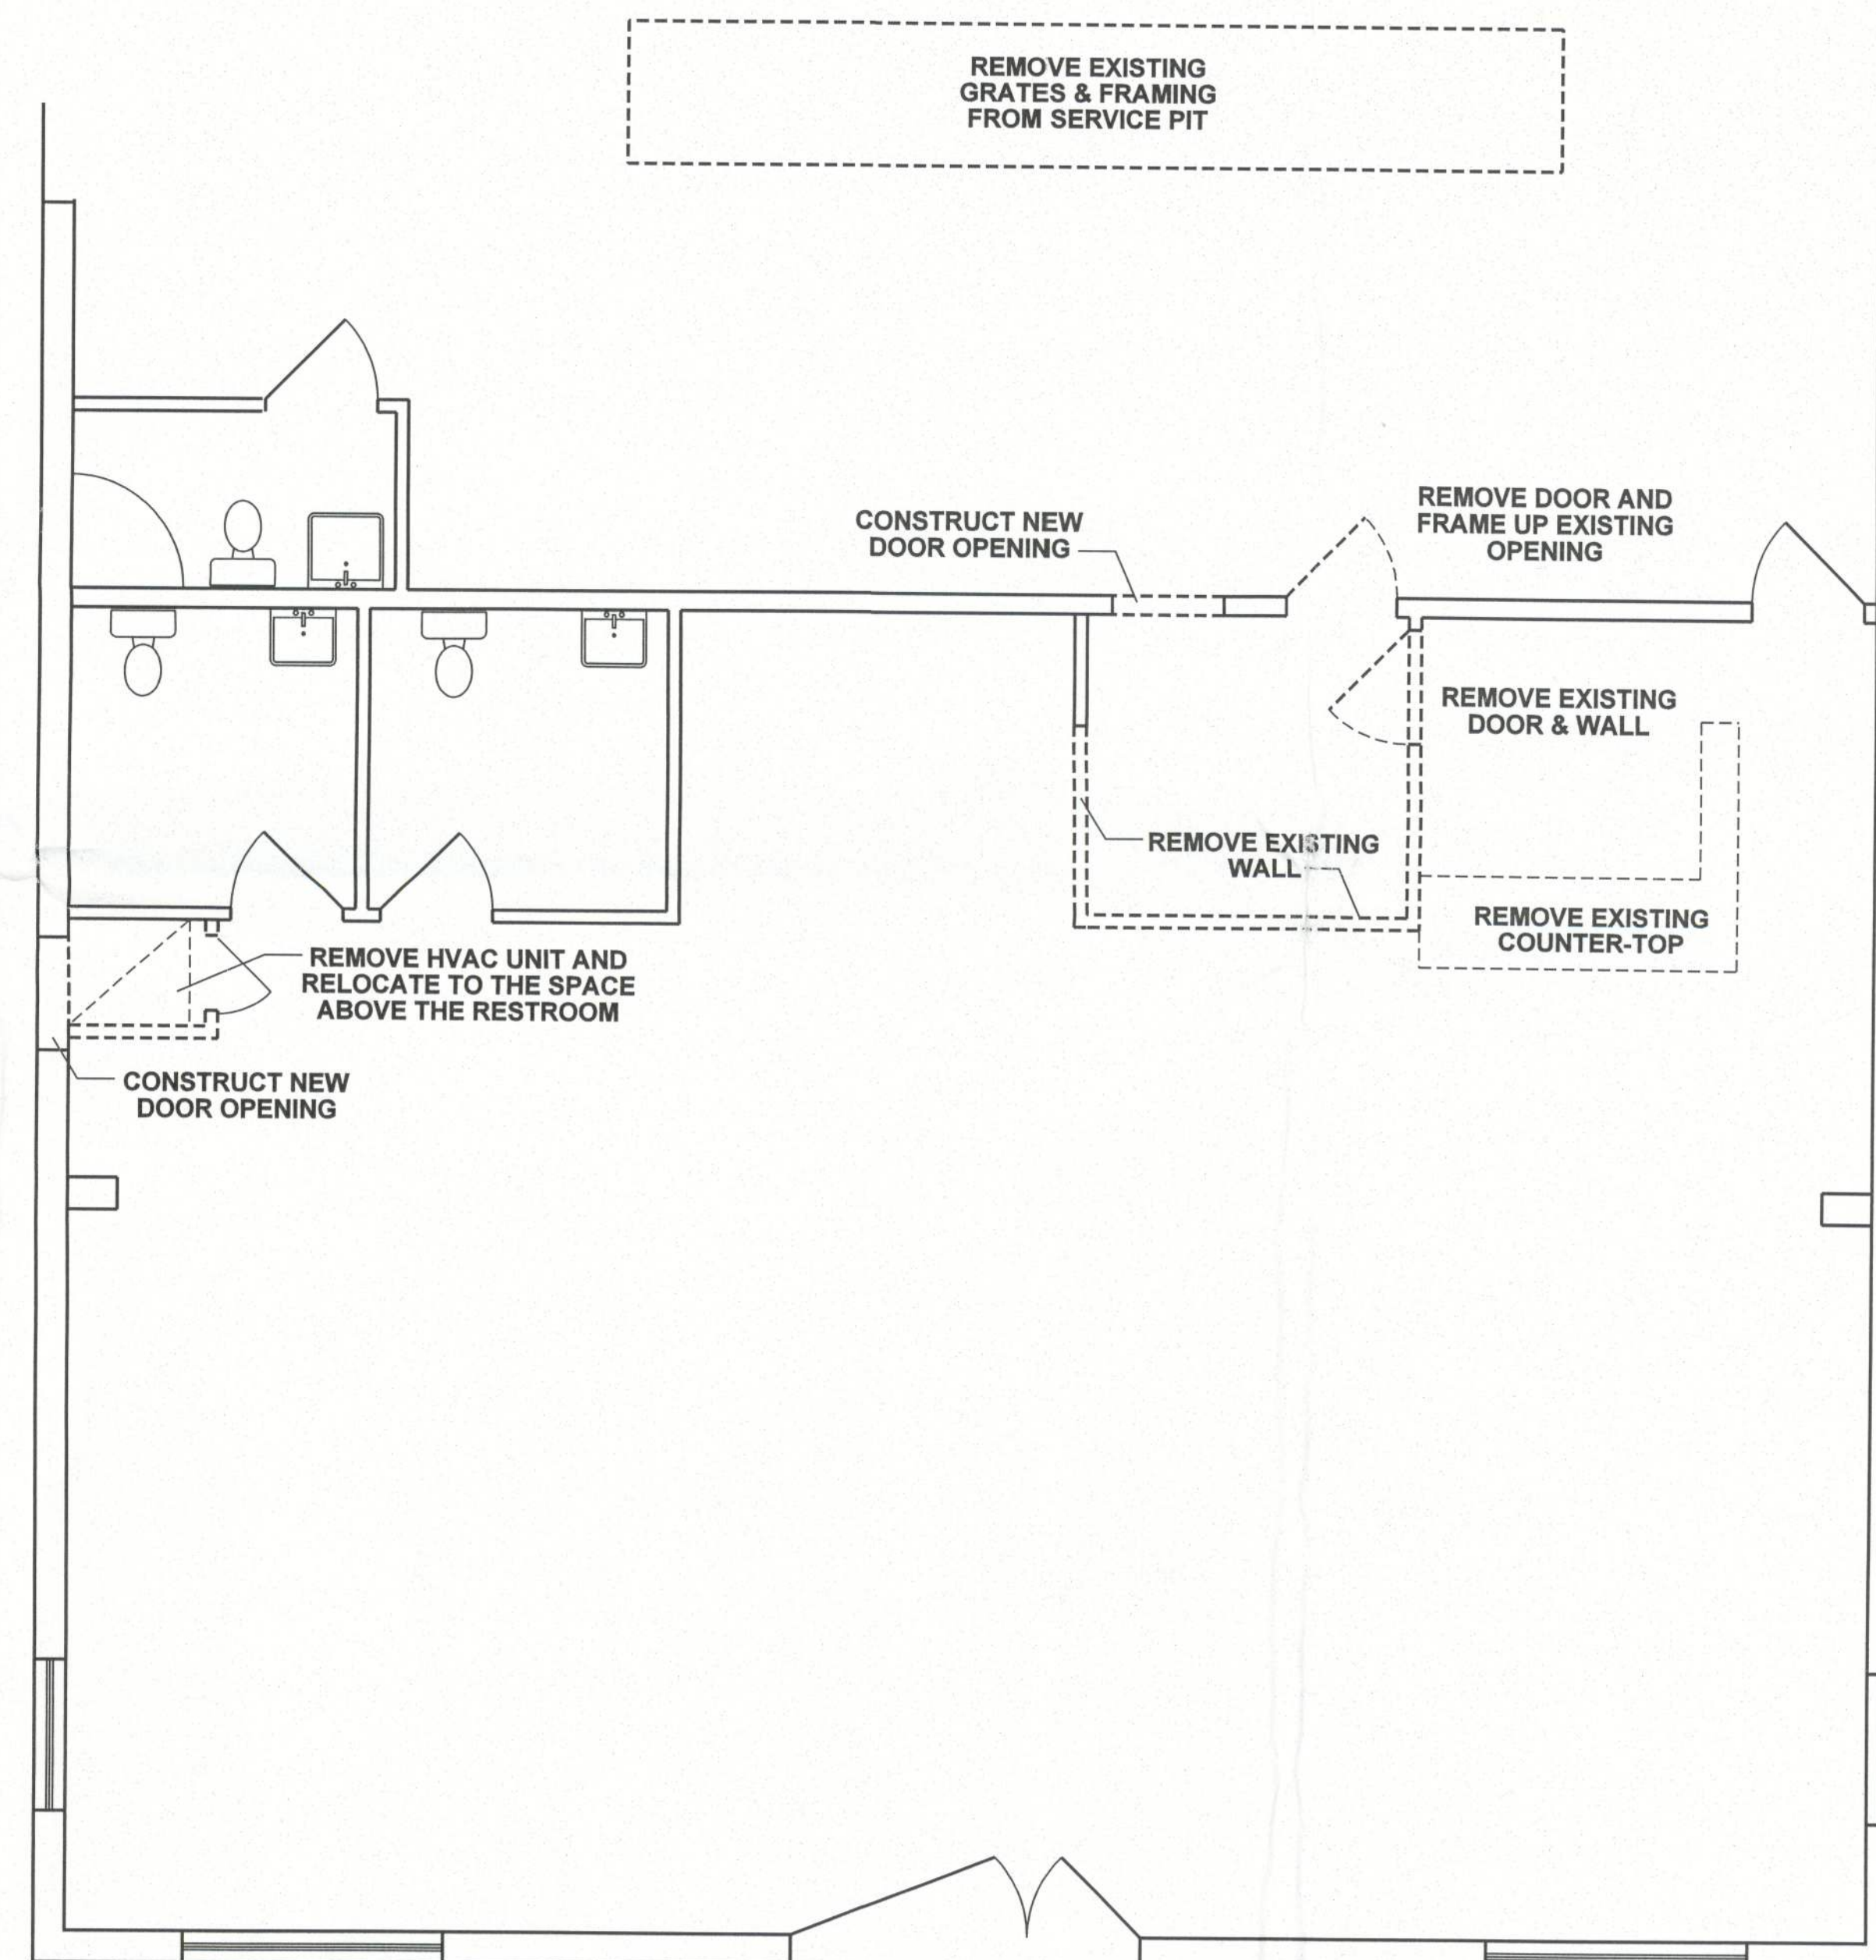 REMOVE EXISTING
GRATES & FRAMING
FROM SERVICE PIT
CONSTRUCT NEW
DOOR OPENING
REMOVE DOOR AND
FRAME UP EXISTING
OPENING
REMOVE EXISTING
DOOR & WALL
REMOVE EXISTING
WALL
REMOVE EXISTING
COUNTER-TOP
REMOVE HVAC UNIT AND
RELOCATE TO THE SPACE
ABOVE THE RESTROOM
CONSTRUCT NEW
DOOR OPENING